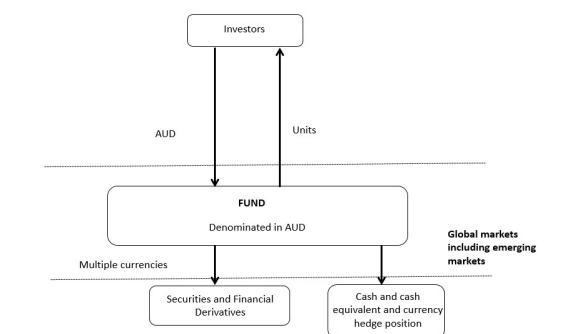 Investors
AUD
Units
FUND
Denominated in AUD
Global markets
including emerging
markets
Multiple currencies
Securities and Financial
Derivatives
Cash and cash
equivalent and currency
hedge position